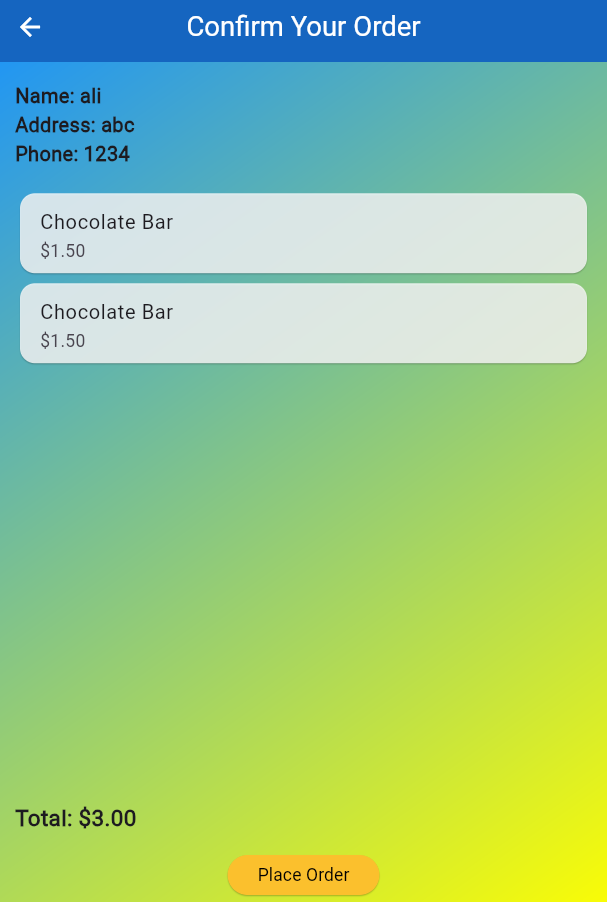 Confirm Your Order
Name: ali
Address: abc
Phone: 1234
Chocolate Bar
$1.50
Chocolate Bar
$1.50
Total: $3.00
Place Order